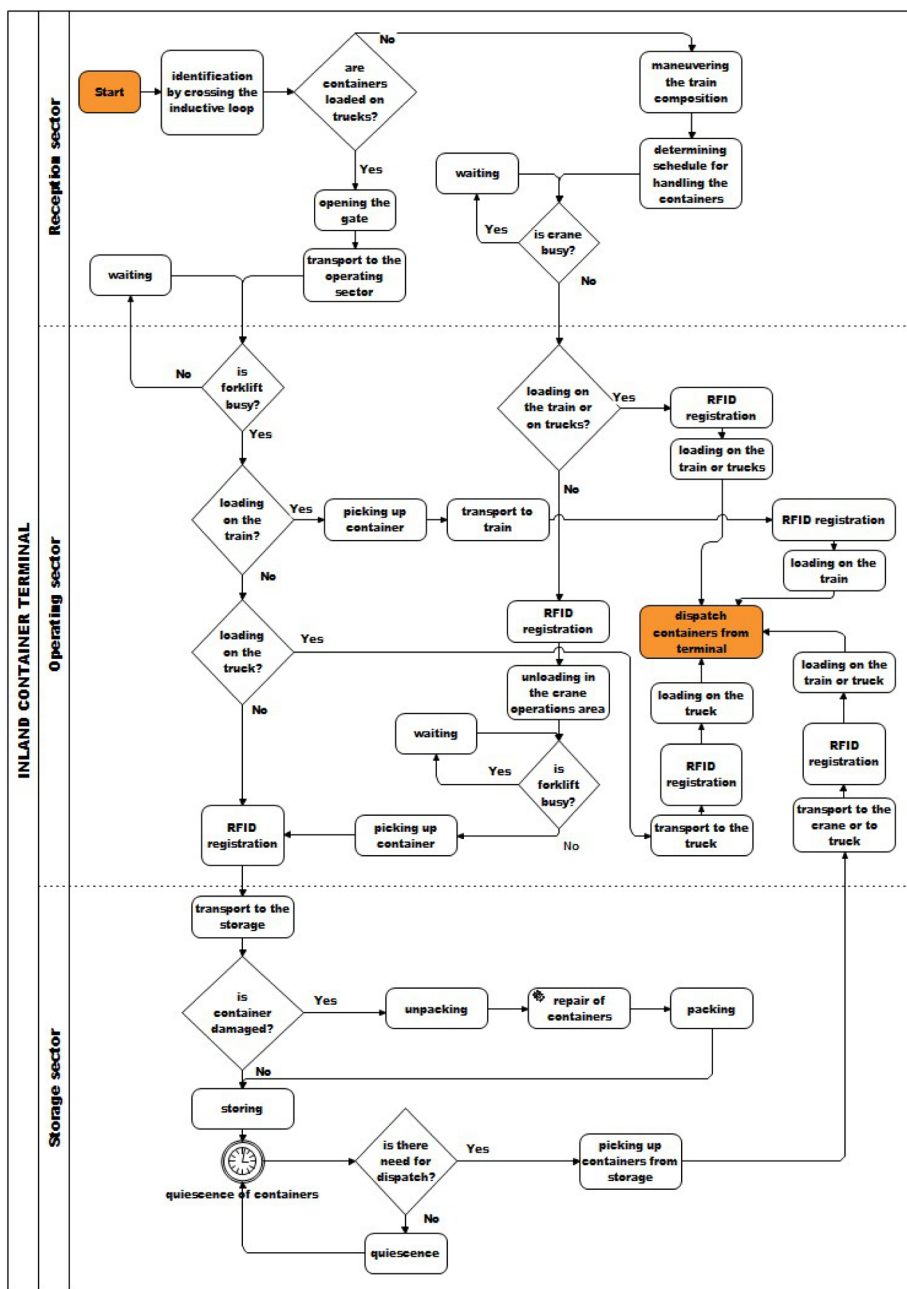 INLAND CONTAINER TERMINAL
Reception sector
Start
identification
by crossing the
inductive loop
are
containers
loaded on
trucks?
No
maneuvering
the train
composition
determining
schedule for
handling the
containers
Yes
opening the
gate
transport to the
operating
sector
waiting
waiting
Yes
is crane
busy?
No
Operating sector
No
is
forklift
busy?
Yes
loading on
the train or
on trucks?
Yes
RFID
registration
loading on the
train or trucks
No
loading
on the
train?
Yes
picking up
container
transport to
train
RFID registration
loading on the
train
No
loading
on the
truck?
Yes
No
RFID
registration
unloading in
the crane
operations area
waiting
Yes
is
forklift
busy?
No
picking up
container
RFID
registration
dispatch
containers from
terminal
loading on the
truck
RFID
registration
transport to the
truck
loading on the
train or truck
RFID
registration
transport to the
crane or to
truck
Storage sector
transport to the
storage
is
container
damaged?
Yes
unpacking
repair of
containers
packing
No
storing
quiescence of containers
is there
need for
dispatch?
Yes
picking up
containers from
storage
No
quiescence